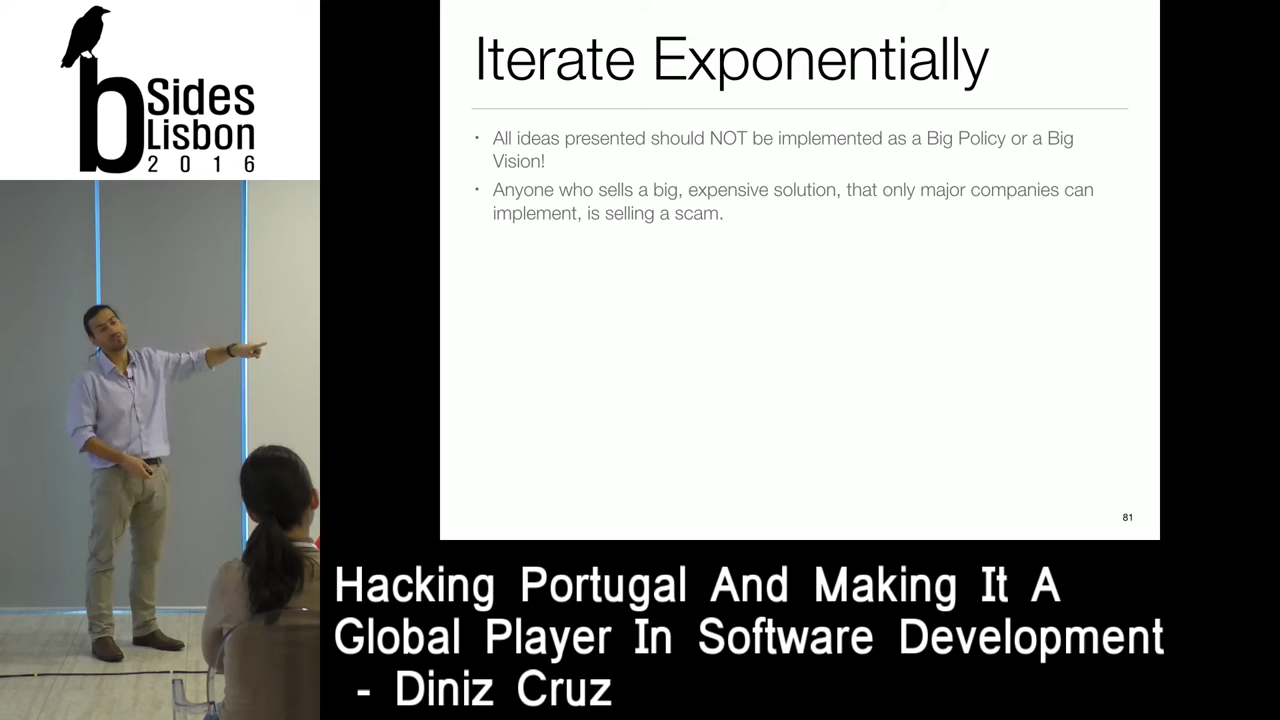 b Sides
Lisbon
2016
Iterate Exponentially
• All ideas presented should NOT be implemented as a Big Policy or a Big
Vision!
• Anyone who sells a big, expensive solution, that only major companies can
implement, is selling a scam.
81
Hacking Portugal And Making It A
Global Player In Software Development
- Diniz Cruz